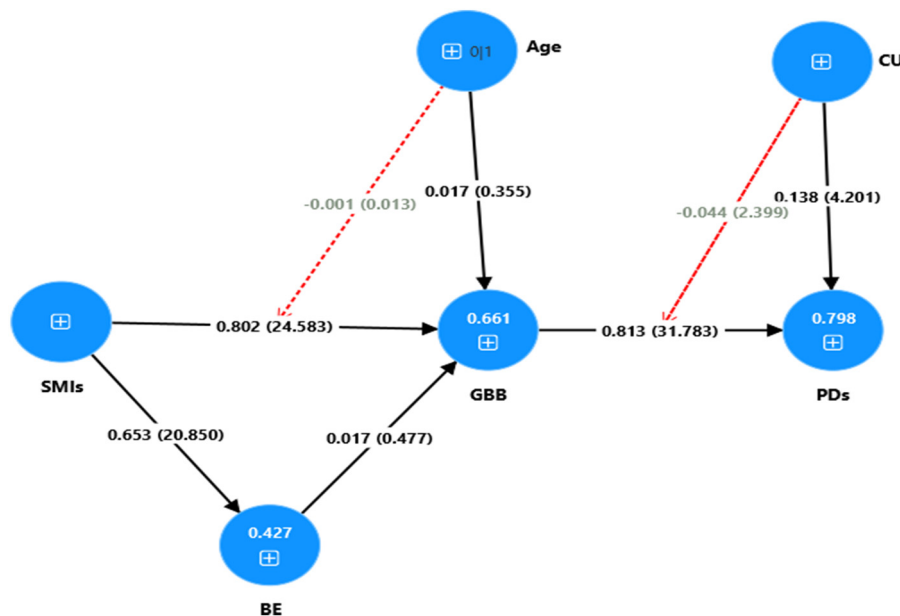 0|1
Age
CU
0.017 (0.355)
-0.001 (0.013)
0.138 (4.201)
-0.044 (2.399)
SMIs
0.802 (24.583)
0.661
GBB
0.813 (31.783)
0.798
PDs
0.653 (20.850)
0.017 (0.477)
0.427
BE